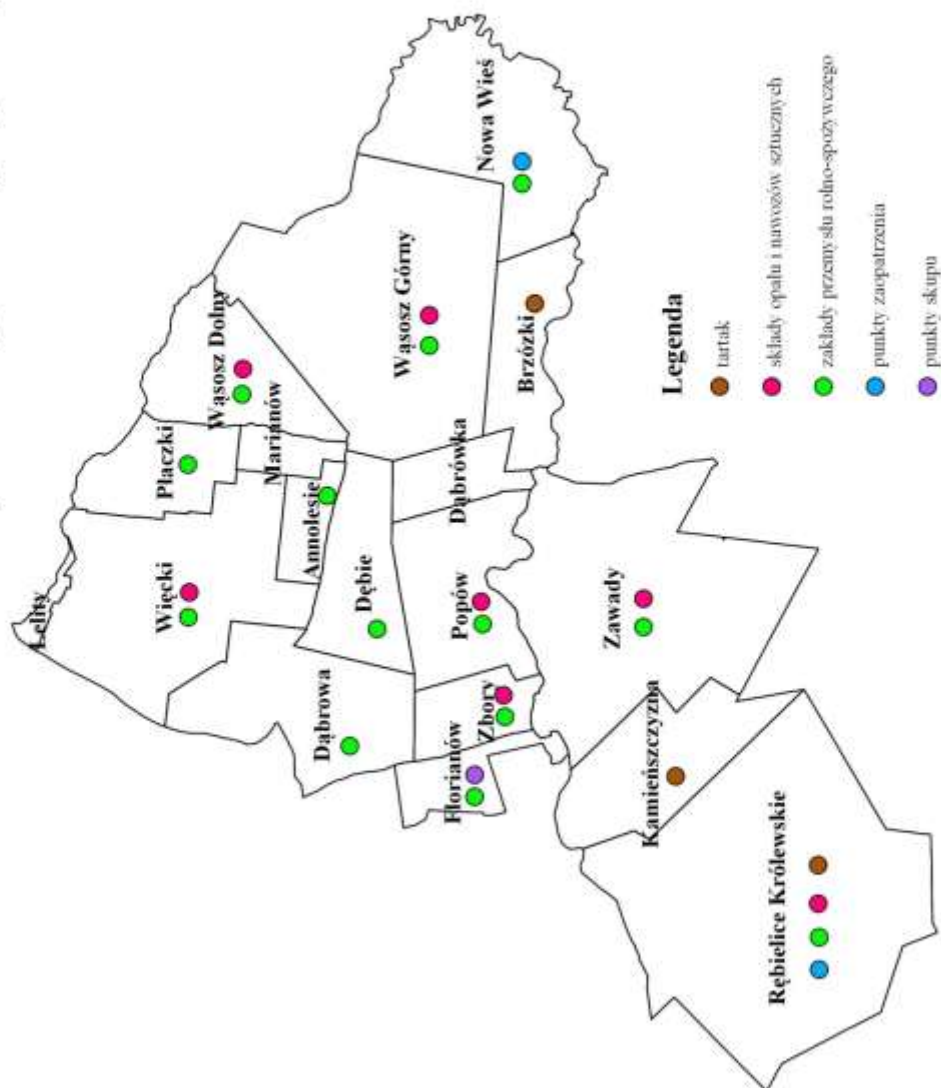 Więcki
Płaczki
Wąsosz Dolny
Marianów
Annolesie
Dąbrowa
Dębie
Wąsosz Górny
Florianów
Dąbrówka
Popów
Zbory
Nowa Wieś
Brzózki
Zawady
Kamieńszczyzna
Rębielice Królewskie
Legenda
tartak
składy opału i nawozów sztucznych
zakłady przemysłu rolno-spożywczego
punkty zaopatrzenia
punkty skupu